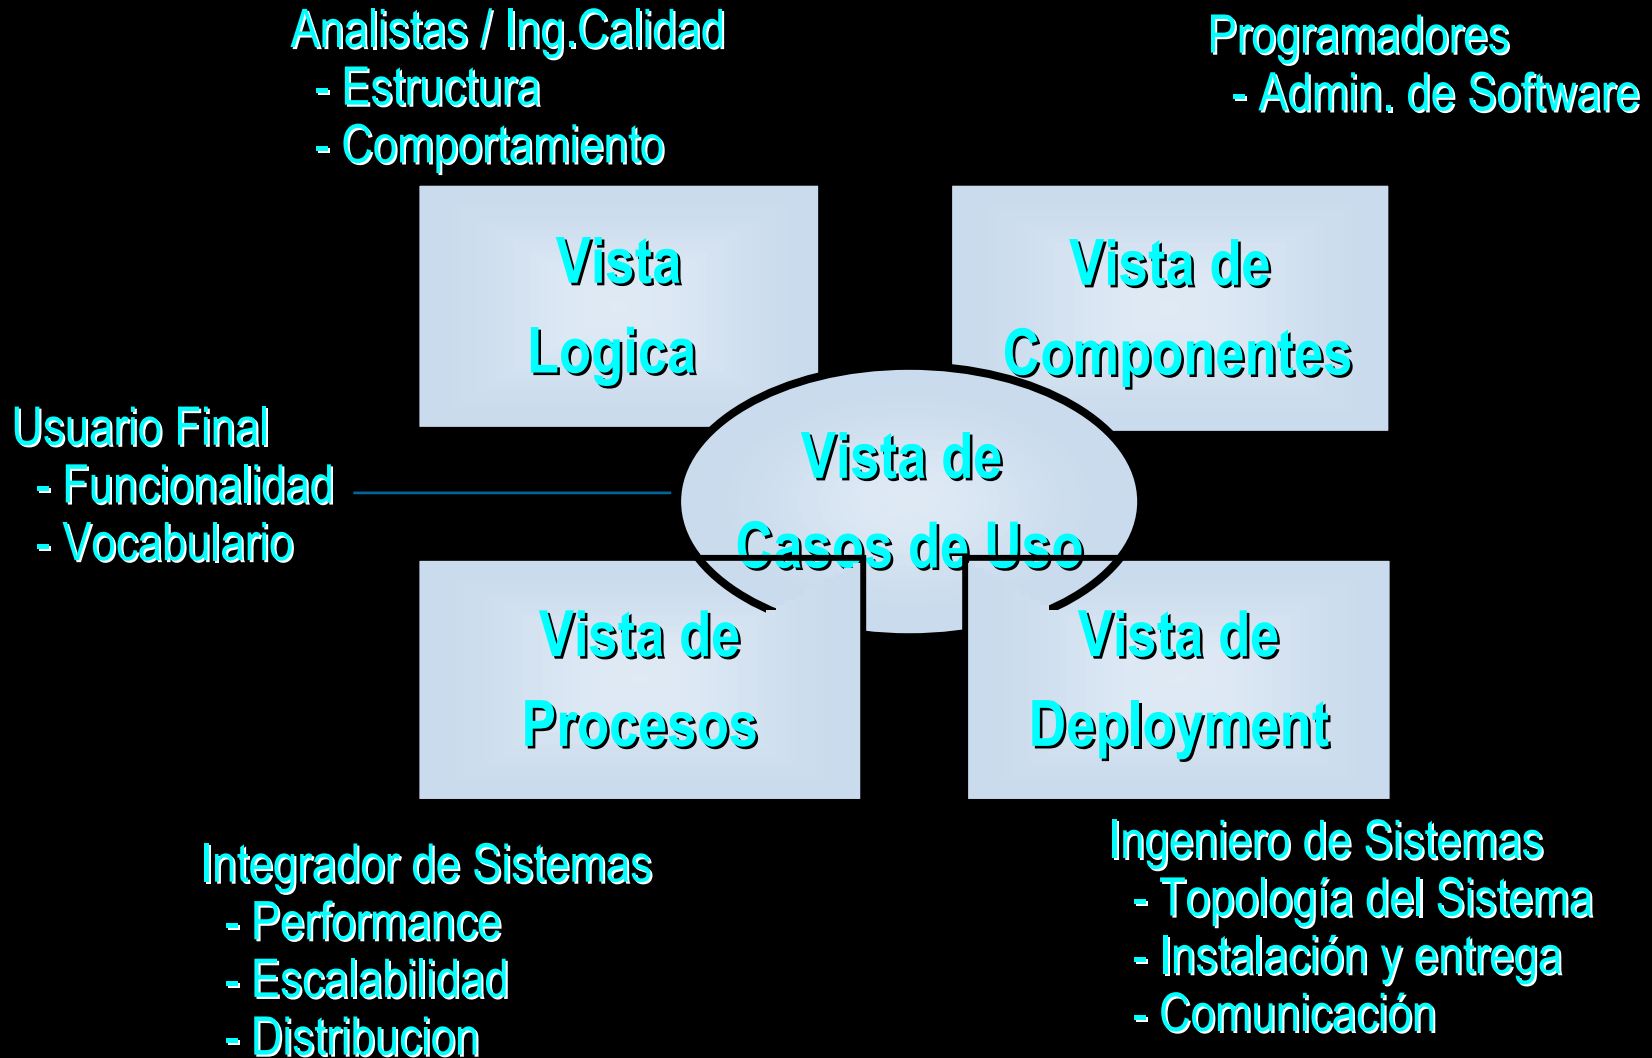 Analistas / Ing.Calidad
- Estructura
- Comportamiento
Programadores
- Admin. de Software
Vista
Logica
Vista de
Componentes
Usuario Final
- Funcionalidad
- Vocabulario
Vista de
Casos de Uso
Vista de
Procesos
Vista de
Deployment
Integrador de Sistemas
- Performance
- Escalabilidad
- Distribucion
Ingeniero de Sistemas
- Topología del Sistema
- Instalación y entrega
- Comunicación